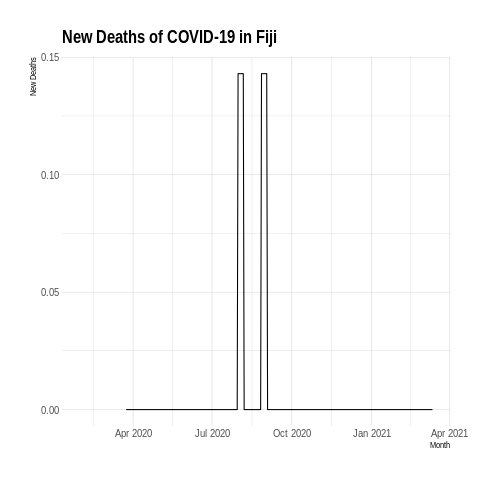 New Deaths of COVID-19 in Fiji
New Deaths
0.15
0.10
0.05
0.00
Apr 2020
Jul 2020
Oct 2020
Jan 2021
Apr 2021
Month